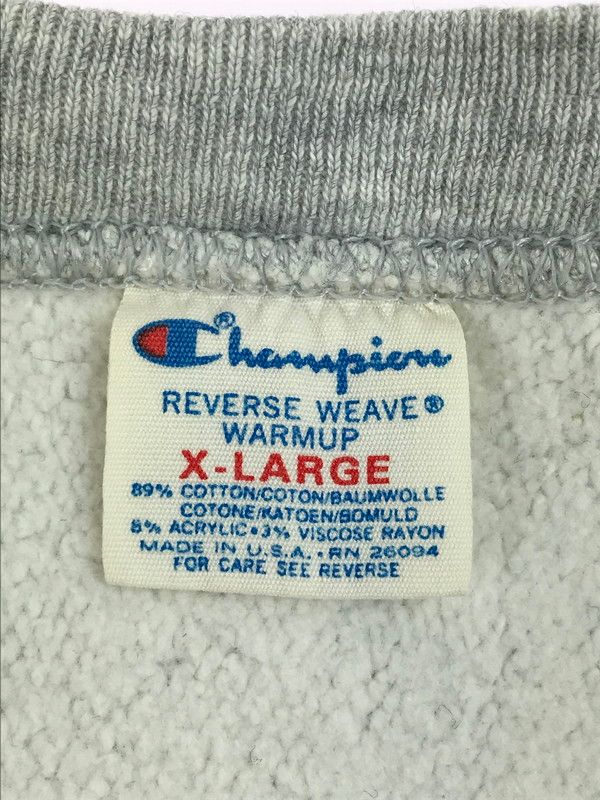 Champion®
REVERSE WEAVE®
WARMUP
X-LARGE
89% COTTON/COTON/BAUMWOLLE
COTONE/KATOEN/BOMULD
8% ACRYLIC•3% VISCOSE RAYON
MADE IN U.S.A.•RN 26094
FOR CARE SEE REVERSE